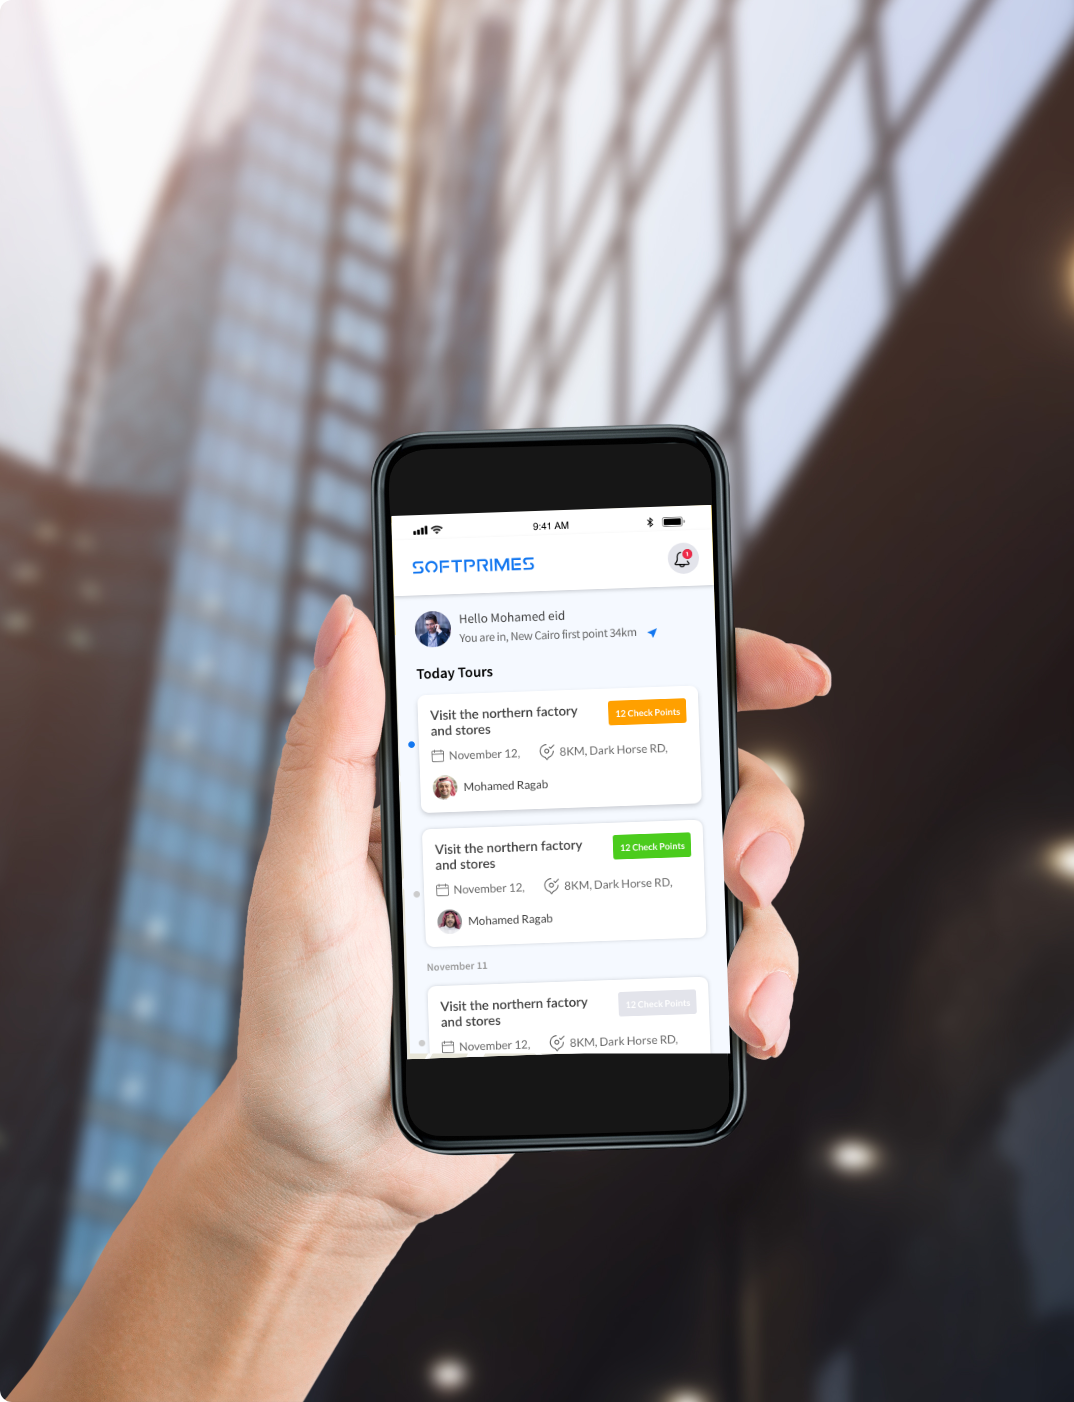 9:41 AM
SOFTPRIMES
1
Hello Mohamed eid
You are in, New Cairo first point 34km
Today Tours
Visit the northern factory
and stores
12 Check Points
November 12,
8KM, Dark Horse RD,
Mohamed Ragab
Visit the northern factory
and stores
12 Check Points
November 12,
8KM, Dark Horse RD,
Mohamed Ragab
November 11
Visit the northern factory
and stores
12 Check Points
November 12,
8KM, Dark Horse RD,